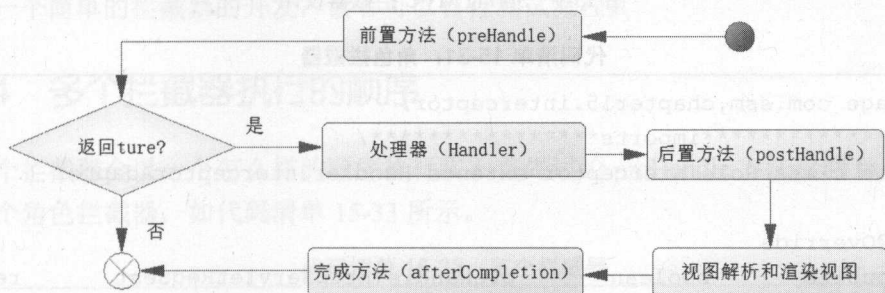 前置方法（preHandle）
返回ture?
是
处理器（Handler）
后置方法（postHandle）
否
完成方法（afterCompletion）
视图解析和渲染视图